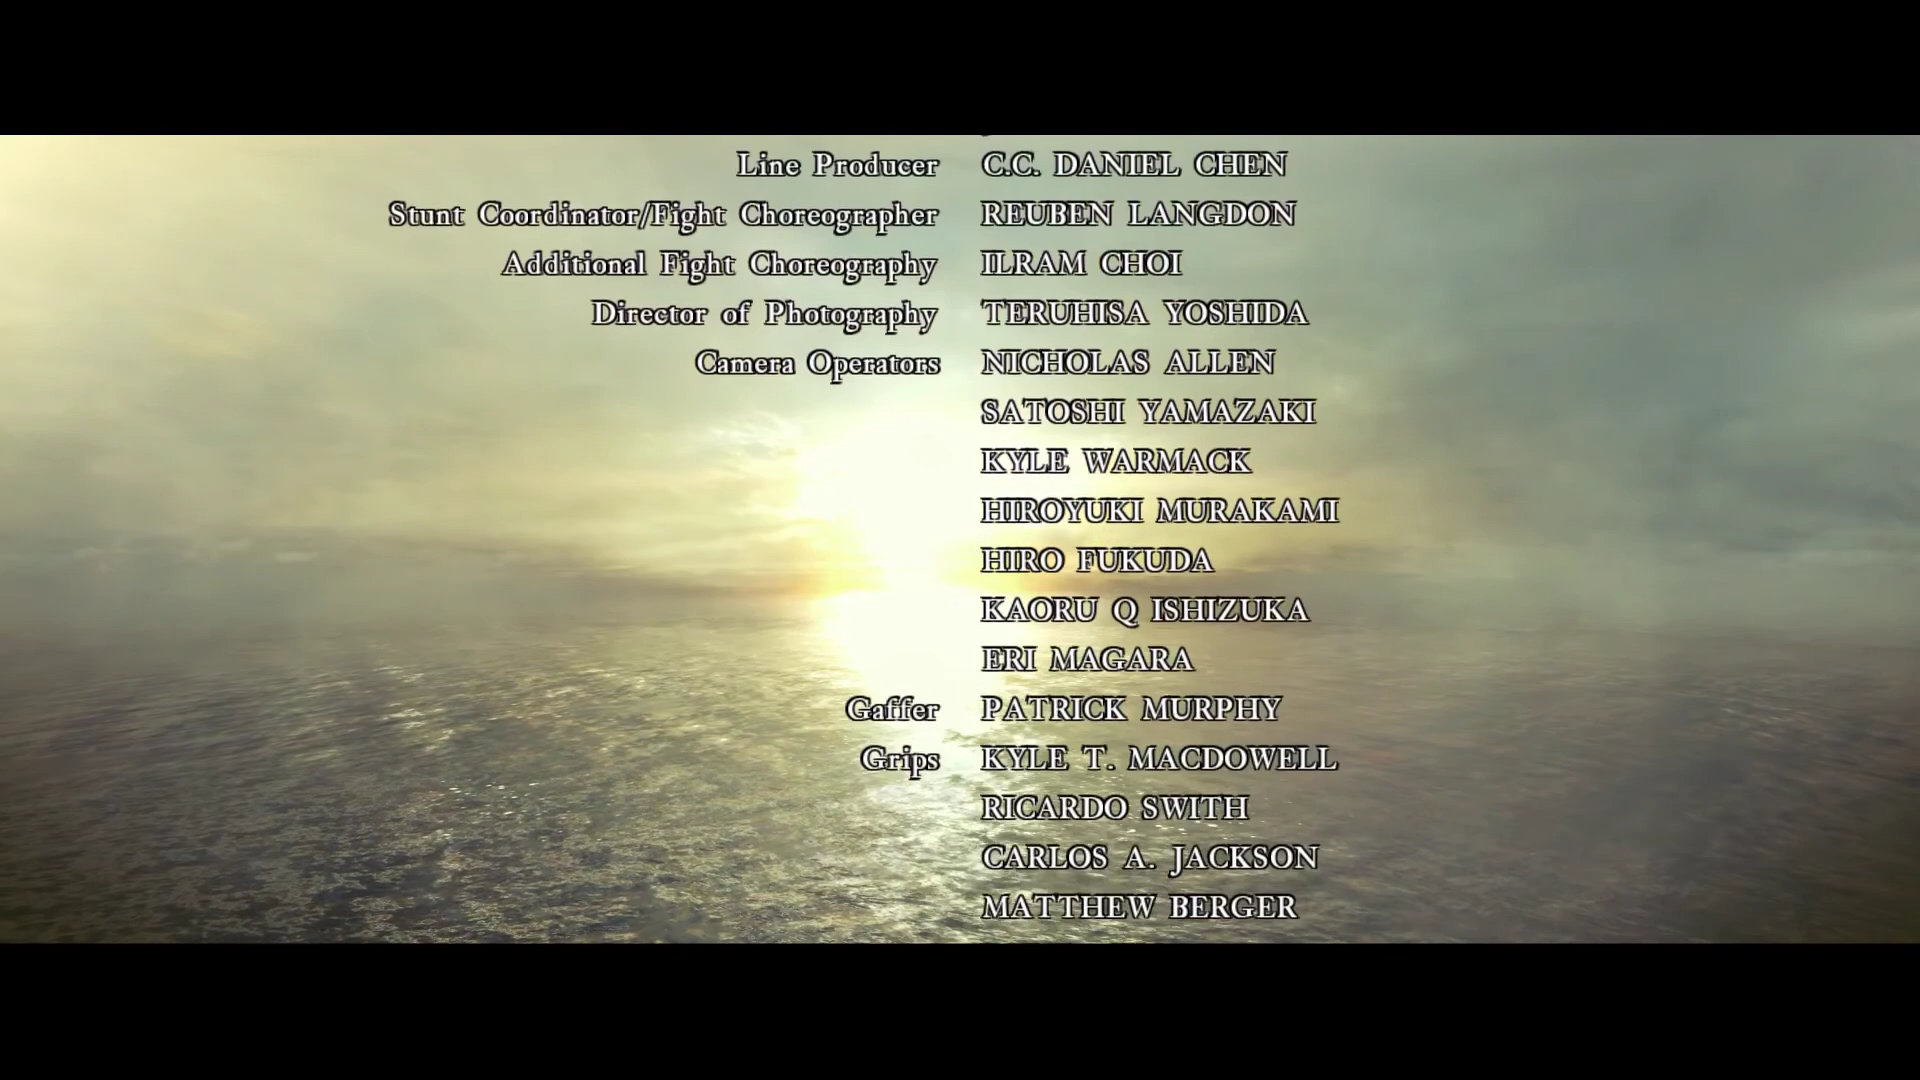 Line Producer C.C. DANIEL CHEN
Stunt Coordinator/Fight Choreographer REUBEN LANGDON
Additional Fight Choreography ILRAM CHOI
Director of Photography TERUHISA YOSHIDA
Camera Operators NICHOLAS ALLEN
SATOSHI YAMAZAKI
KYLE WARMACK
HIROYUKI MURAKAMI
HIRO FUKUDA
KAORU Q ISHIZUKA
ERI MAGARA
Gaffer PATRICK MURPHY
Grips KYLE T. MACDOWELL
RICARDO SWITH
CARLOS A. JACKSON
MATTHEW BERGER